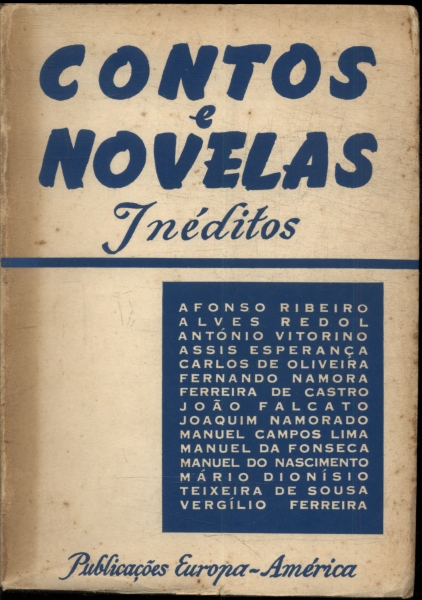 CONTOS
e
NOVELAS
Inéditos
AFONSO RIBEIRO
ALVES REDOL
ANTÓNIO VITORINO
ASSIS ESPERANÇA
CARLOS DE OLIVEIRA
FERNANDO NAMORA
FERREIRA DE CASTRO
JOÃO FALCATO
JOAQUIM NAMORADO
MANUEL CAMPOS LIMA
MANUEL DA FONSECA
MANUEL DO NASCIMENTO
MÁRIO DIONÍSIO
TEIXEIRA DE SOUSA
VERGÍLIO FERREIRA
Publicações Europa-América